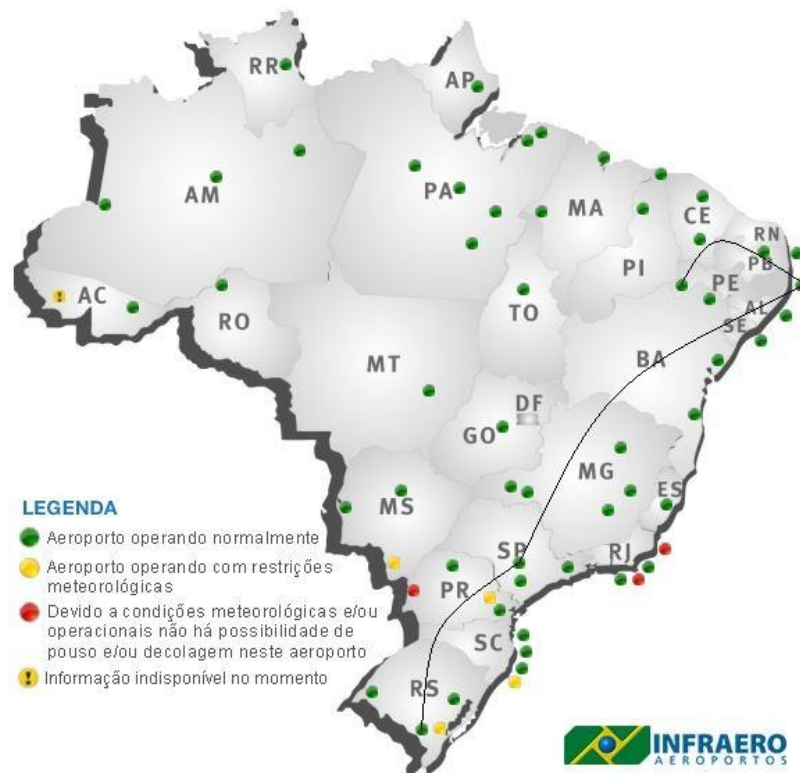 RR
AP
AM
PA
MA
CE
RN
PB
PI
PE
AC
AL
TO
SE
RO
BA
MT
DF
GO
MG
MS
ES
LEGENDA
Aeroporto operando normalmente
SP
RJ
Aeroporto operando com restrições
meteorológicas
PR
Devido a condições meteorológicas e/ou
operacionais não há possibilidade de
pouso e/ou decolagem neste aeroporto
SC
! Informação indisponível no momento
RS
INFRAERO
AEROPORTOS